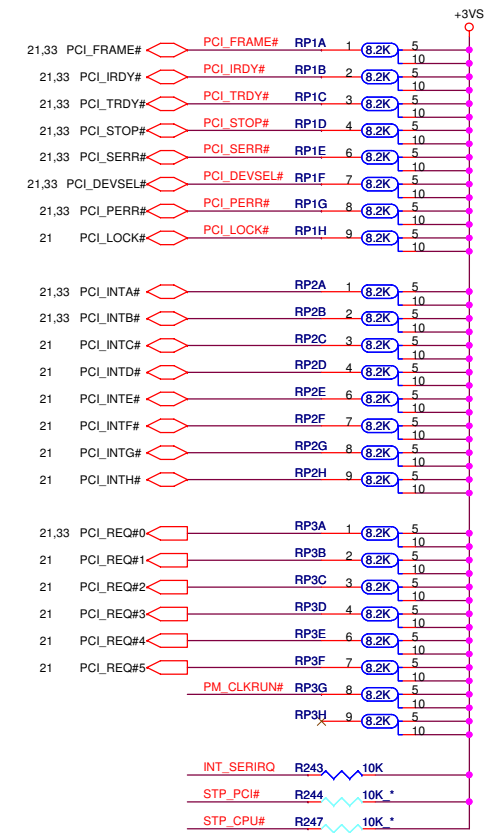 +3VS
21,33 PCI_FRAME# PCI_FRAME# RP1A 1 8.2K 5
10
21,33 PCI_IRDY# PCI_IRDY# RP1B 2 8.2K 5
10
21,33 PCI_TRDY# PCI_TRDY# RP1C 3 8.2K 5
10
21,33 PCI_STOP# PCI_STOP# RP1D 4 8.2K 5
10
21,33 PCI_SERR# PCI_SERR# RP1E 6 8.2K 5
10
21,33 PCI_DEVSEL# PCI_DEVSEL# RP1F 7 8.2K 5
10
21,33 PCI_PERR# PCI_PERR# RP1G 8 8.2K 5
10
21 PCI_LOCK# PCI_LOCK# RP1H 9 8.2K 5
10
21,33 PCI_INTA# RP2A 1 8.2K 5
10
21,33 PCI_INTB# RP2B 2 8.2K 5
10
21 PCI_INTC# RP2C 3 8.2K 5
10
21 PCI_INTD# RP2D 4 8.2K 5
10
21 PCI_INTE# RP2E 6 8.2K 5
10
21 PCI_INTF# RP2F 7 8.2K 5
10
21 PCI_INTG# RP2G 8 8.2K 5
10
21 PCI_INTH# RP2H 9 8.2K 5
10
21,33 PCI_REQ#0 RP3A 1 8.2K 5
10
21 PCI_REQ#1 RP3B 2 8.2K 5
10
21 PCI_REQ#2 RP3C 3 8.2K 5
10
21 PCI_REQ#3 RP3D 4 8.2K 5
10
21 PCI_REQ#4 RP3E 6 8.2K 5
10
21 PCI_REQ#5 RP3F 7 8.2K 5
10
PM_CLKRUN# RP3G 8 8.2K 5
10
RP3H 9 8.2K 5
10
INT_SERIRQ R243 10K
STP_PCI# R244 10K_*
STP_CPU# R247 10K_*